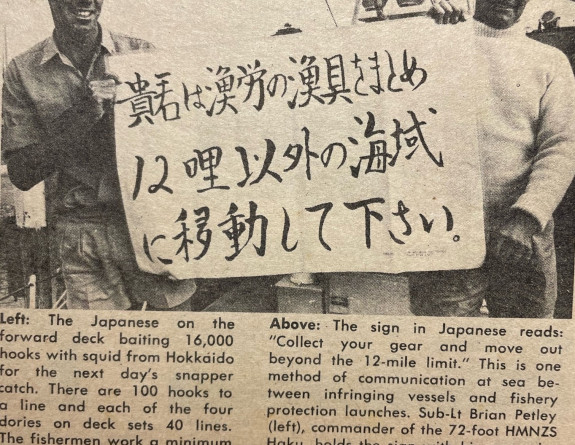 貴君は漁労の漁具をまとめ
12哩以外の海域
に移動して下さい。
Left: The Japanese on the
forward deck baiting 16,000
hooks with squid from Hokkaido
for the next day's snapper
catch. There are 100 hooks to
a line and each of the four
dories on deck sets 40 lines.
The fishermen work a minimum
Above: The sign in Japanese reads:
"Collect your gear and move out
beyond the 12-mile limit." This is one
method of communication at sea be-
tween infringing vessels and fishery
protection launches. Sub-Lt Brian Petley
(left), commander of the 72-foot HMNZS
Haku, holds the sign with